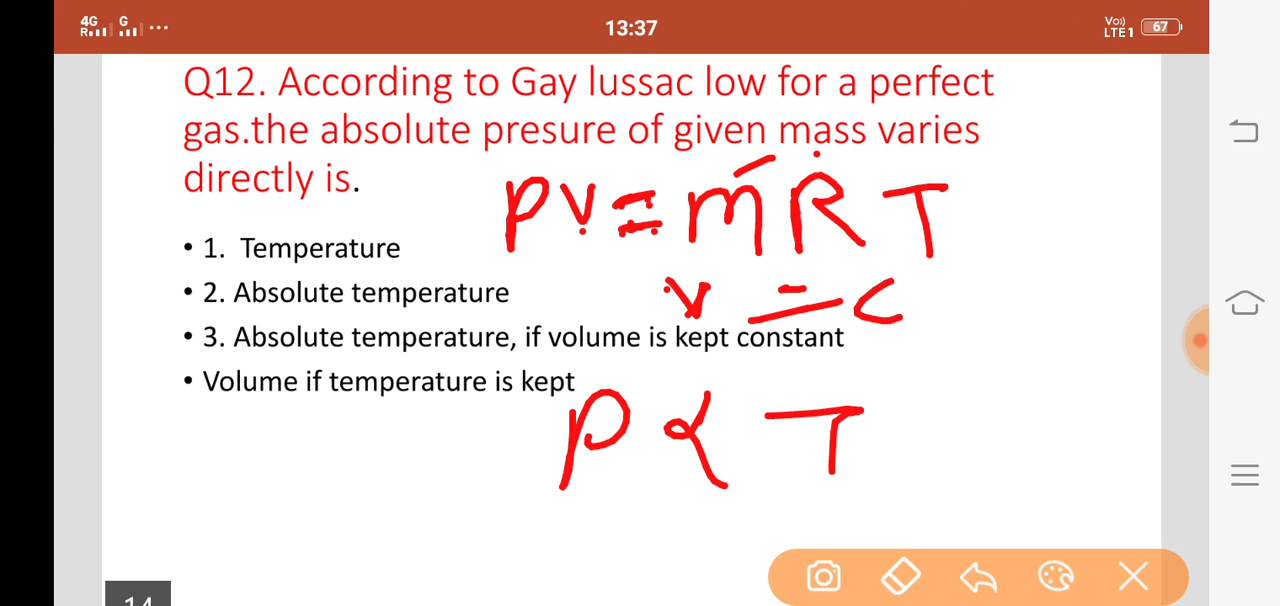 4G R G ... 13:37 Vo)) LTE1 67
Q12. According to Gay lussac low for a perfect
gas.the absolute presure of given mass varies
directly is.
PV = mRT
• 1. Temperature
• 2. Absolute temperature
V = C
• 3. Absolute temperature, if volume is kept constant
• Volume if temperature is kept
P ∝ T
14